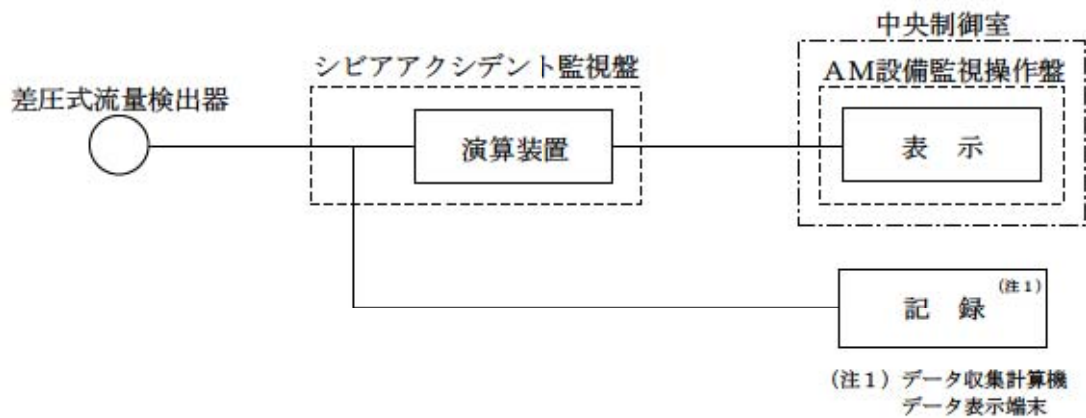 中央制御室
シビアアクシデント監視盤
AM設備監視操作盤
差圧式流量検出器
演算装置
表 示
記 録 (注1)
(注1) データ収集計算機
データ表示端末